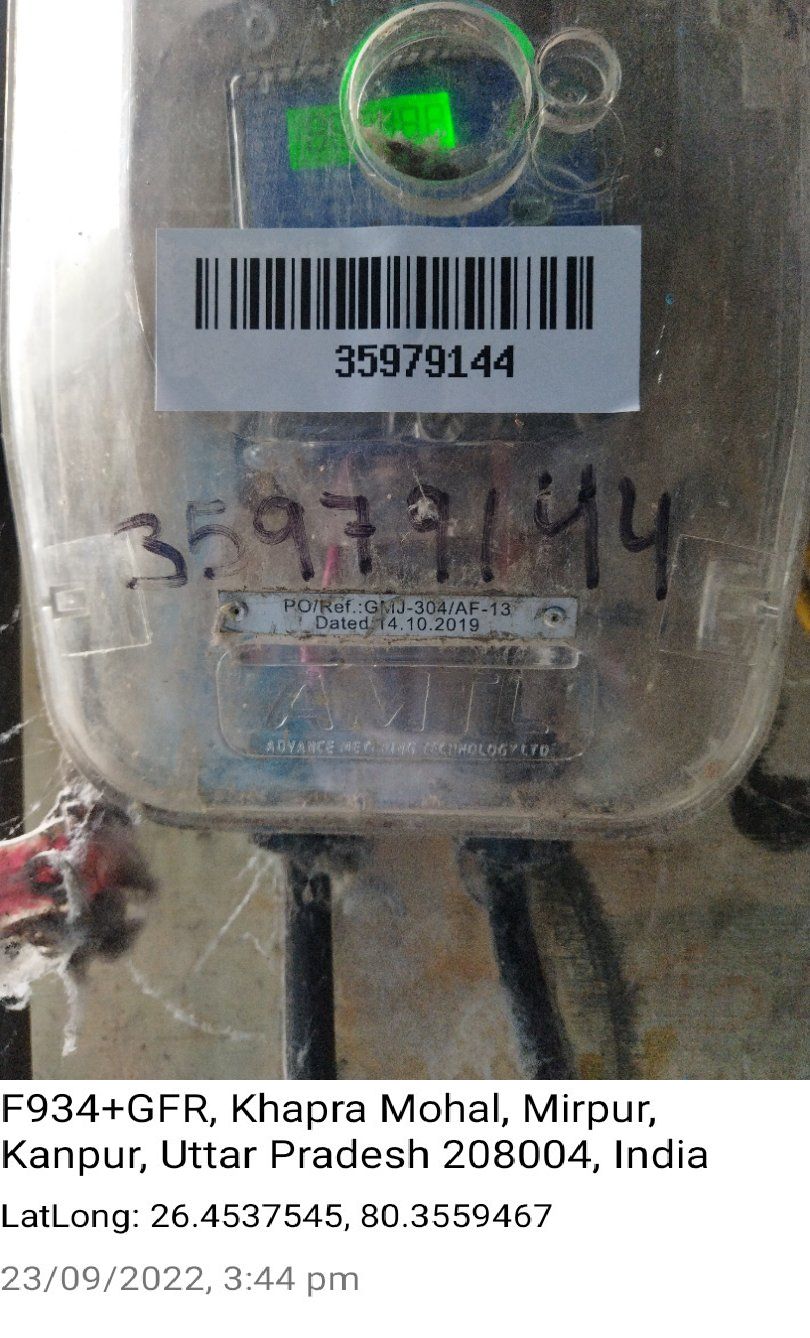 35979144
35979144
PO/Ref.:GMJ-304/AF-13
Dated:14.10.2019
AMTL
ADVANCE METERING TECHNOLOGY LTD
F934+GFR, Khapra Mohal, Mirpur,
Kanpur, Uttar Pradesh 208004, India
LatLong: 26.4537545, 80.3559467
23/09/2022, 3:44 pm